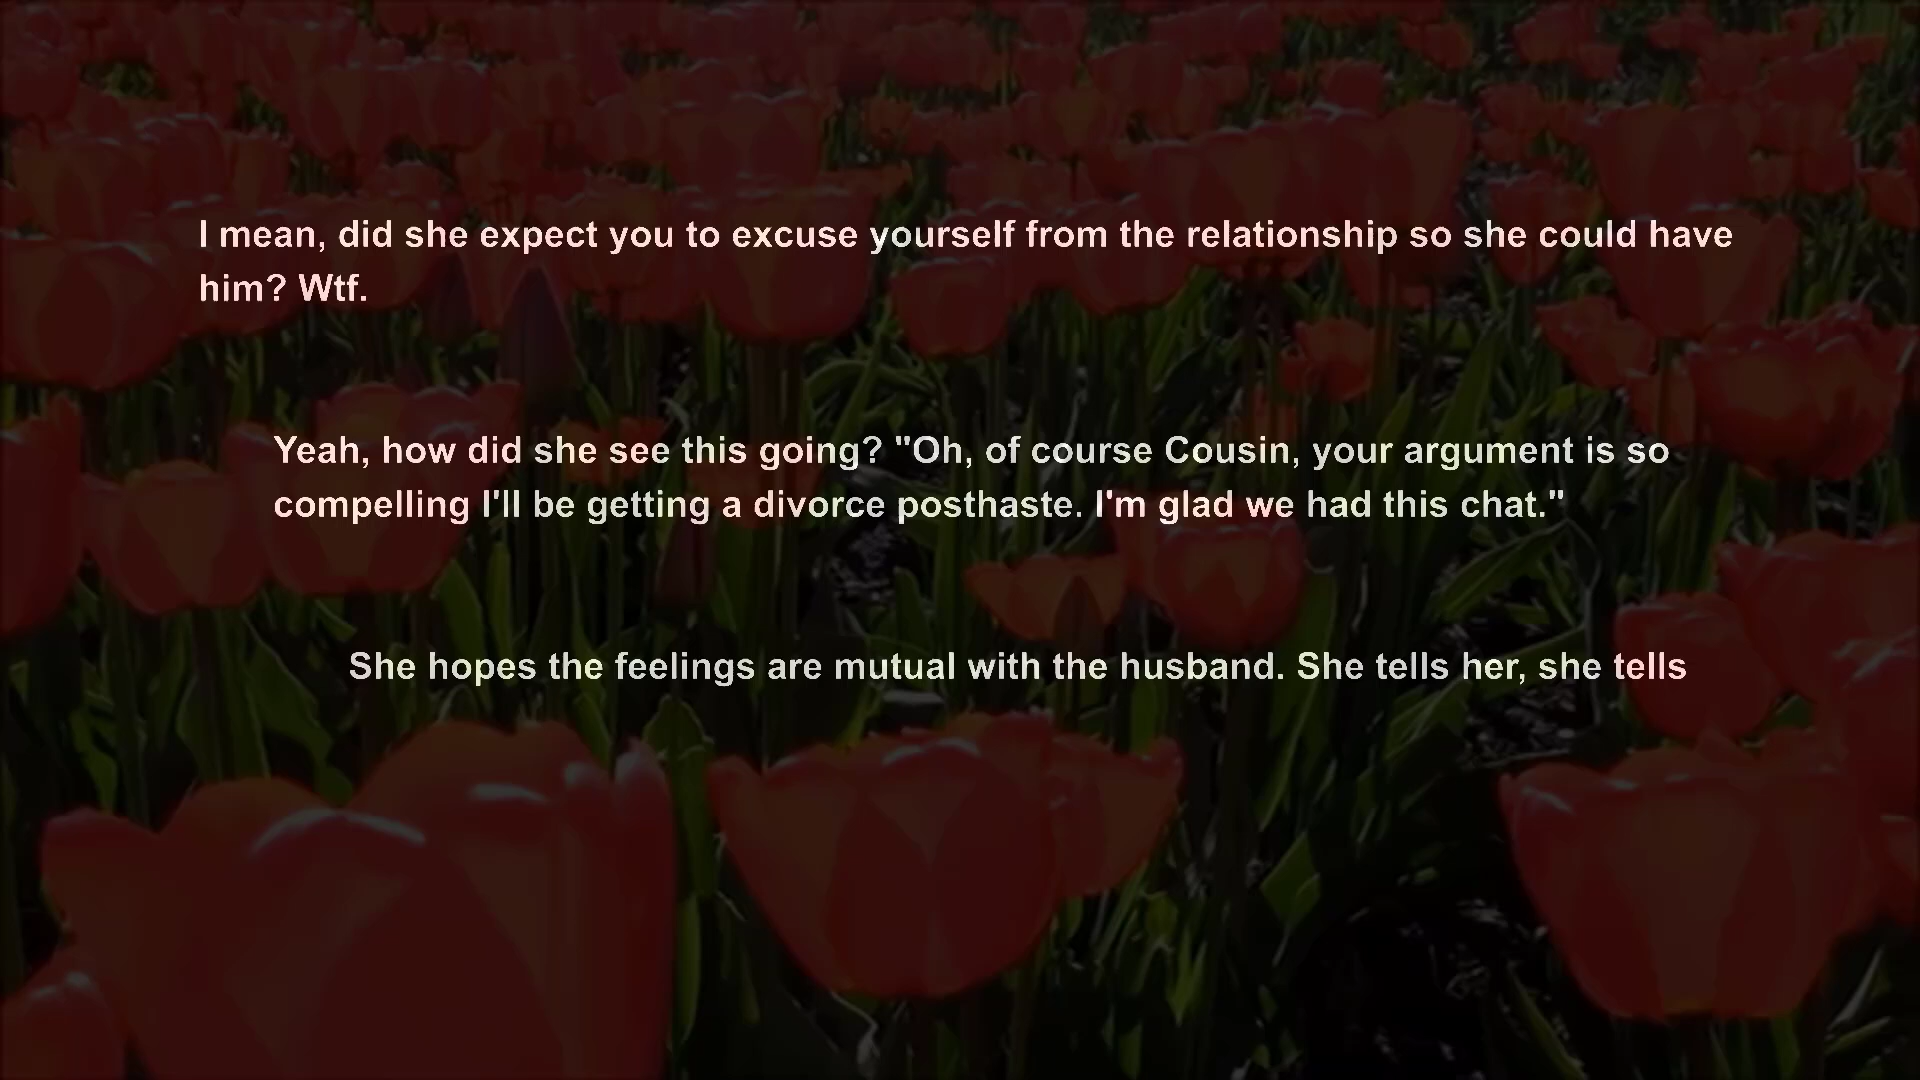 I mean, did she expect you to excuse yourself from the relationship so she could have
him? Wtf.
Yeah, how did she see this going? "Oh, of course Cousin, your argument is so
compelling I'll be getting a divorce posthaste. I'm glad we had this chat."
She hopes the feelings are mutual with the husband. She tells her, she tells